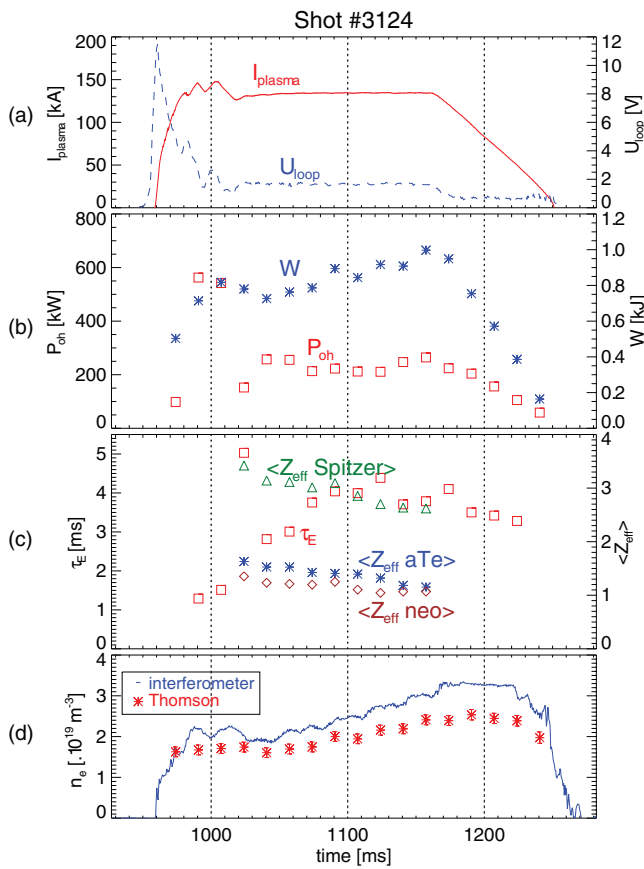 Shot #3124
(a)
I_plasma [kA]
200
150
100
50
0
I_plasma
U_loop
12
10
8
6
4
2
0
U_loop [V]
(b)
P_oh [kW]
800
600
400
200
0
W
P_oh
1.0
0.8
0.6
0.4
0.2
0.0
W [kJ]
(c)
τ_E [ms]
5
4
3
2
1
0
<Z_eff Spitzer>
τ_E
<Z_eff aTe>
<Z_eff neo>
4
3
2
1
0
<Z_eff>
(d)
n_e [·10^19 m^-3]
4
3
2
1
0
interferometer
Thomson
1000 1100 1200
time [ms]